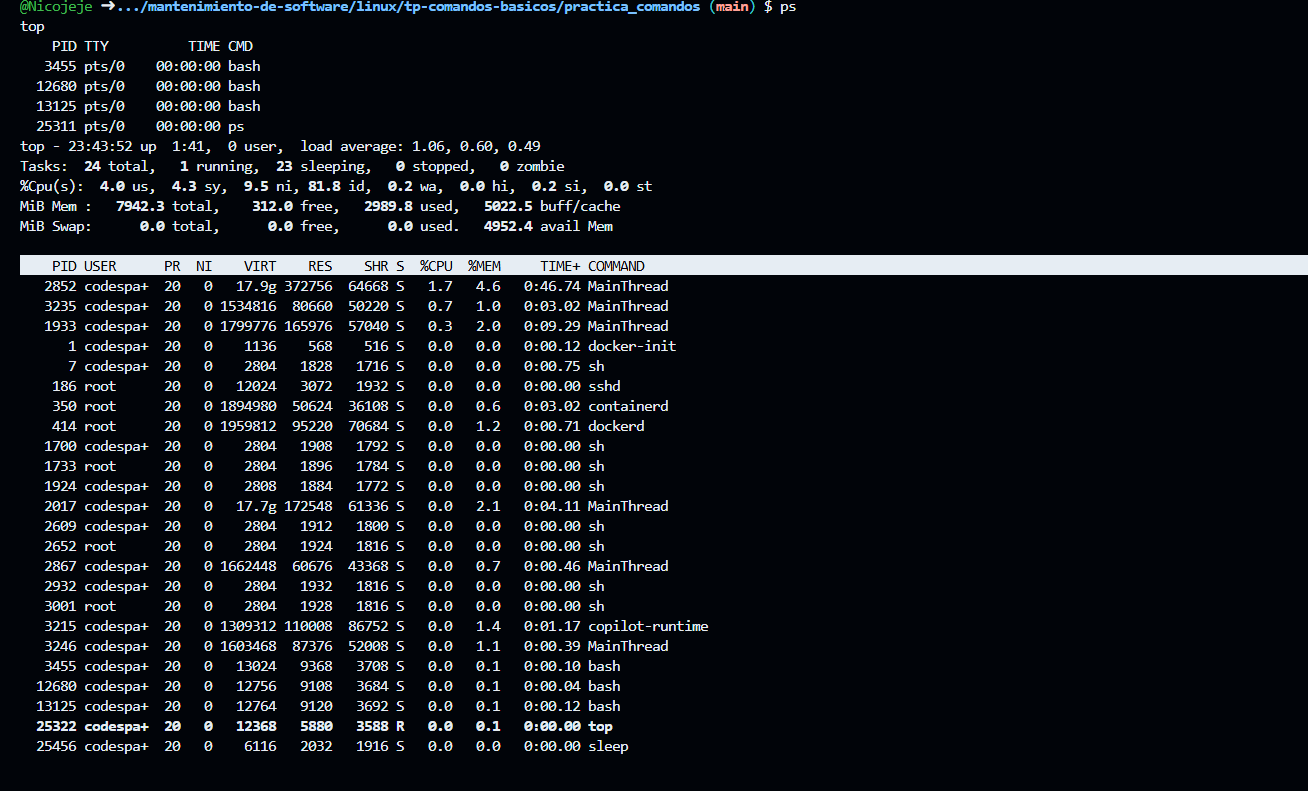 @Nicojeje ➜.../mantenimiento-de-software/linux/tp-comandos-basicos/practica_comandos (main) $ ps
top
    PID TTY          TIME CMD
   3455 pts/0    00:00:00 bash
  12680 pts/0    00:00:00 bash
  13125 pts/0    00:00:00 bash
  25311 pts/0    00:00:00 ps
top - 23:43:52 up  1:41,  0 user,  load average: 1.06, 0.60, 0.49
Tasks:  24 total,   1 running,  23 sleeping,   0 stopped,   0 zombie
%Cpu(s):  4.0 us,  4.3 sy,  9.5 ni, 81.8 id,  0.2 wa,  0.0 hi,  0.2 si,  0.0 st
MiB Mem :   7942.3 total,    312.0 free,   2989.8 used,   5022.5 buff/cache
MiB Swap:      0.0 total,      0.0 free,      0.0 used.   4952.4 avail Mem
    PID USER      PR  NI    VIRT    RES    SHR S  %CPU  %MEM     TIME+ COMMAND
   2852 codespa+  20   0   17.9g 372756  64668 S   1.7   4.6   0:46.74 MainThread
   3235 codespa+  20   0 1534816  80660  50220 S   0.7   1.0   0:03.02 MainThread
   1933 codespa+  20   0 1799776 165976  57040 S   0.3   2.0   0:09.29 MainThread
      1 codespa+  20   0    1136    568    516 S   0.0   0.0   0:00.12 docker-init
      7 codespa+  20   0    2804   1828   1716 S   0.0   0.0   0:00.75 sh
    186 root      20   0   12024   3072   1932 S   0.0   0.0   0:00.00 sshd
    350 root      20   0 1894980  50624  36108 S   0.0   0.6   0:03.02 containerd
    414 root      20   0 1959812  95220  70684 S   0.0   1.2   0:00.71 dockerd
   1700 codespa+  20   0    2804   1908   1792 S   0.0   0.0   0:00.00 sh
   1733 root      20   0    2804   1896   1784 S   0.0   0.0   0:00.00 sh
   1924 codespa+  20   0    2808   1884   1772 S   0.0   0.0   0:00.00 sh
   2017 codespa+  20   0   17.7g 172548  61336 S   0.0   2.1   0:04.11 MainThread
   2609 codespa+  20   0    2804   1912   1800 S   0.0   0.0   0:00.00 sh
   2652 root      20   0    2804   1924   1816 S   0.0   0.0   0:00.00 sh
   2867 codespa+  20   0 1662448  60676  43368 S   0.0   0.7   0:00.46 MainThread
   2932 codespa+  20   0    2804   1932   1816 S   0.0   0.0   0:00.00 sh
   3001 root      20   0    2804   1928   1816 S   0.0   0.0   0:00.00 sh
   3215 codespa+  20   0 1309312 110008  86752 S   0.0   1.4   0:01.17 copilot-runtime
   3246 codespa+  20   0 1603468  87376  52008 S   0.0   1.1   0:00.39 MainThread
   3455 codespa+  20   0   13024   9368   3708 S   0.0   0.1   0:00.10 bash
  12680 codespa+  20   0   12756   9108   3684 S   0.0   0.1   0:00.04 bash
  13125 codespa+  20   0   12764   9120   3692 S   0.0   0.1   0:00.12 bash
  25322 codespa+  20   0   12368   5880   3588 R   0.0   0.1   0:00.00 top
  25456 codespa+  20   0    6116   2032   1916 S   0.0   0.0   0:00.00 sleep